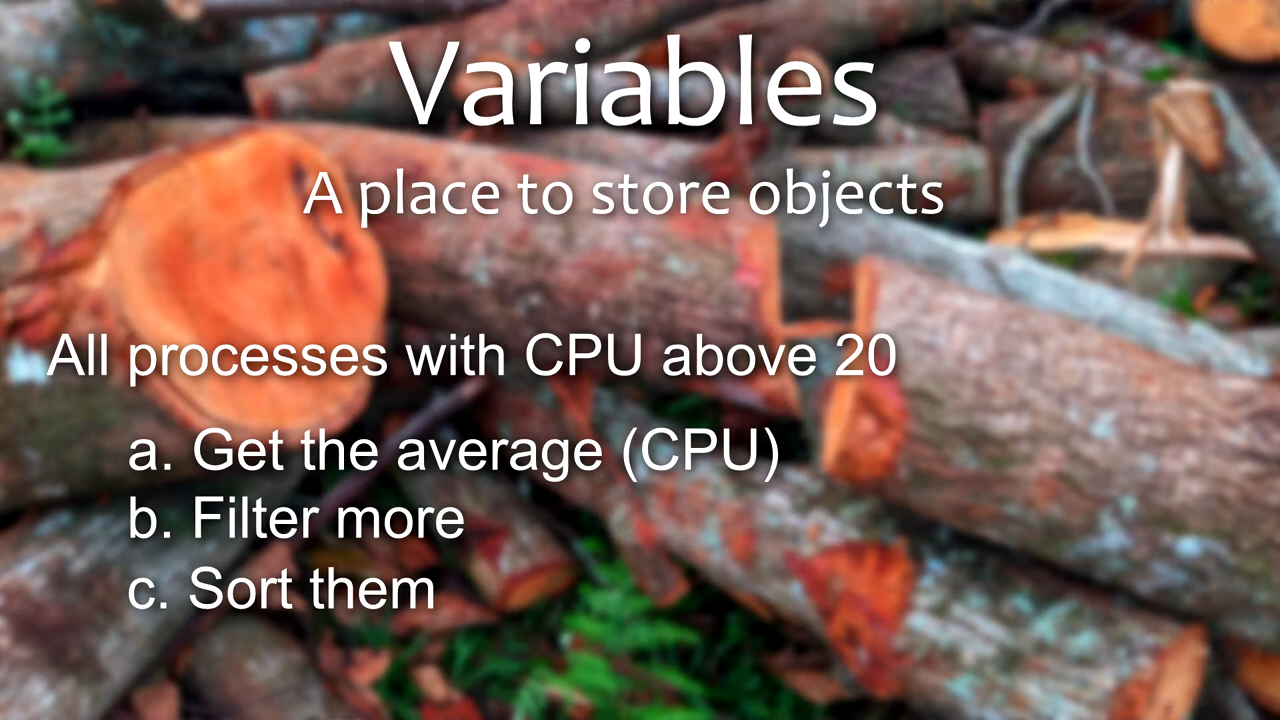 Variables
A place to store objects
All processes with CPU above 20
a. Get the average (CPU)
b. Filter more
c. Sort them